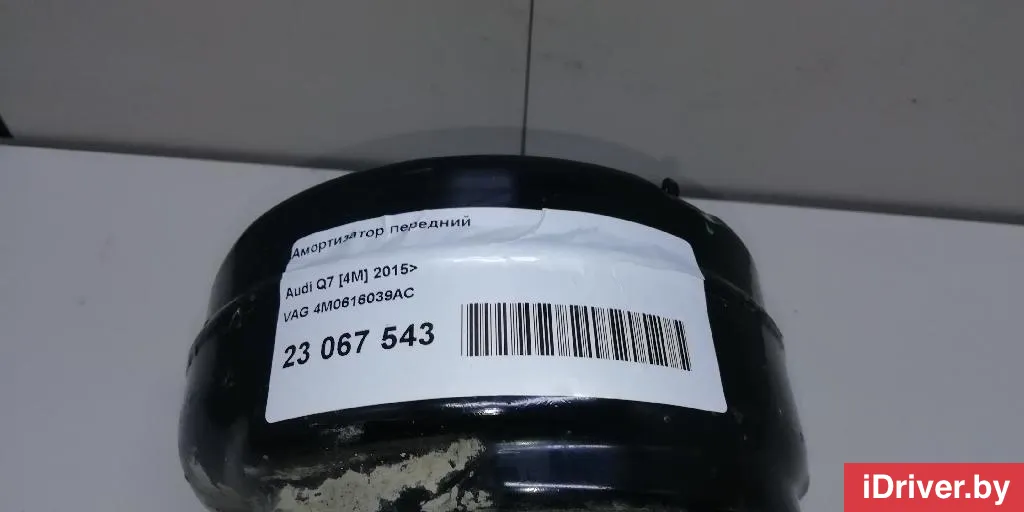 Амортизатор передний
Audi Q7 [4M] 2015>
VAG 4M0616039AC
23 067 543
iDriver.by